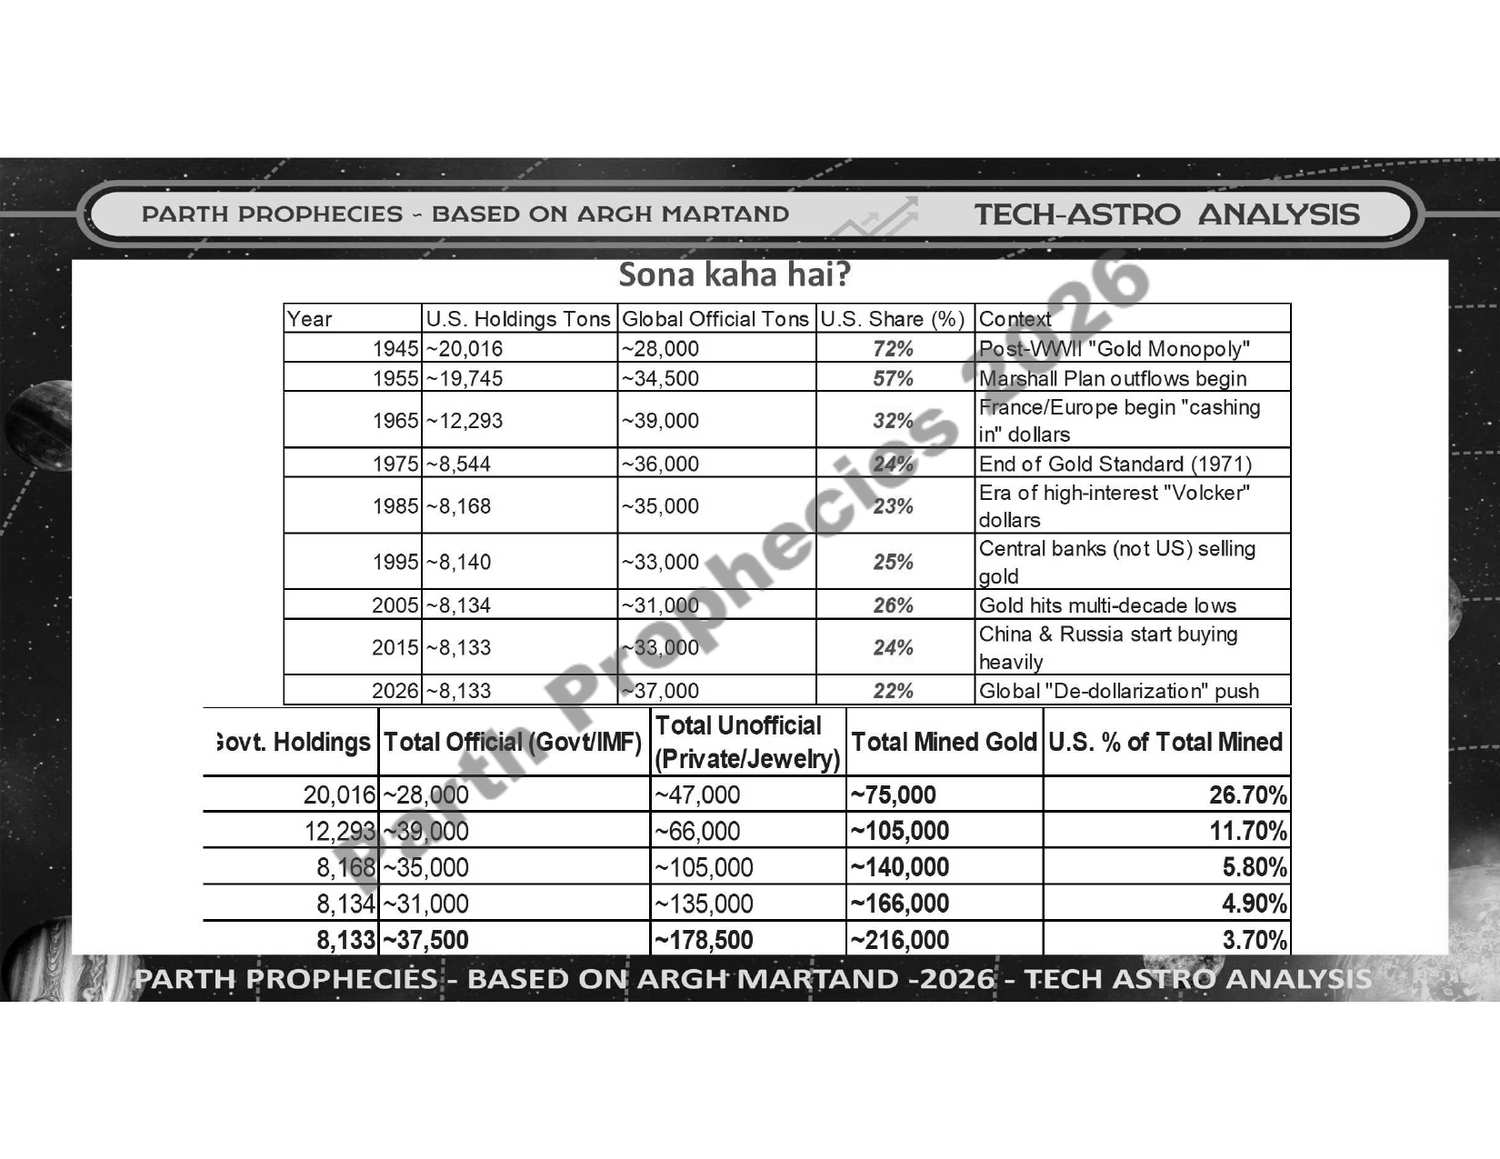 PARTH PROPHECIES ~ BASED ON ARGH MARTAND TECH-ASTRO ANALYSIS
Sona kaha hai?
Year U.S. Holdings Tons Global Official Tons U.S. Share (%) Context
1945 ~20,016 ~28,000 72% Post-WWII "Gold Monopoly"
1955 ~19,745 ~34,500 57% Marshall Plan outflows begin
1965 ~12,293 ~39,000 32% France/Europe begin "cashing
in" dollars
1975 ~8,544 ~36,000 24% End of Gold Standard (1971)
1985 ~8,168 ~35,000 23% Era of high-interest "Volcker"
dollars
1995 ~8,140 ~33,000 25% Central banks (not US) selling
gold
2005 ~8,134 ~31,000 26% Gold hits multi-decade lows
2015 ~8,133 ~33,000 24% China & Russia start buying
heavily
2026 ~8,133 ~37,000 22% Global "De-dollarization" push
Govt. Holdings Total Official (Govt/IMF) Total Unofficial
(Private/Jewelry) Total Mined Gold U.S. % of Total Mined
20,016 ~28,000 ~47,000 ~75,000 26.70%
12,293 ~39,000 ~66,000 ~105,000 11.70%
8,168 ~35,000 ~105,000 ~140,000 5.80%
8,134 ~31,000 ~135,000 ~166,000 4.90%
8,133 ~37,500 ~178,500 ~216,000 3.70%
Parth Prophecies 2026
PARTH PROPHECIES - BASED ON ARGH MARTAND -2026 - TECH ASTRO ANALYSIS